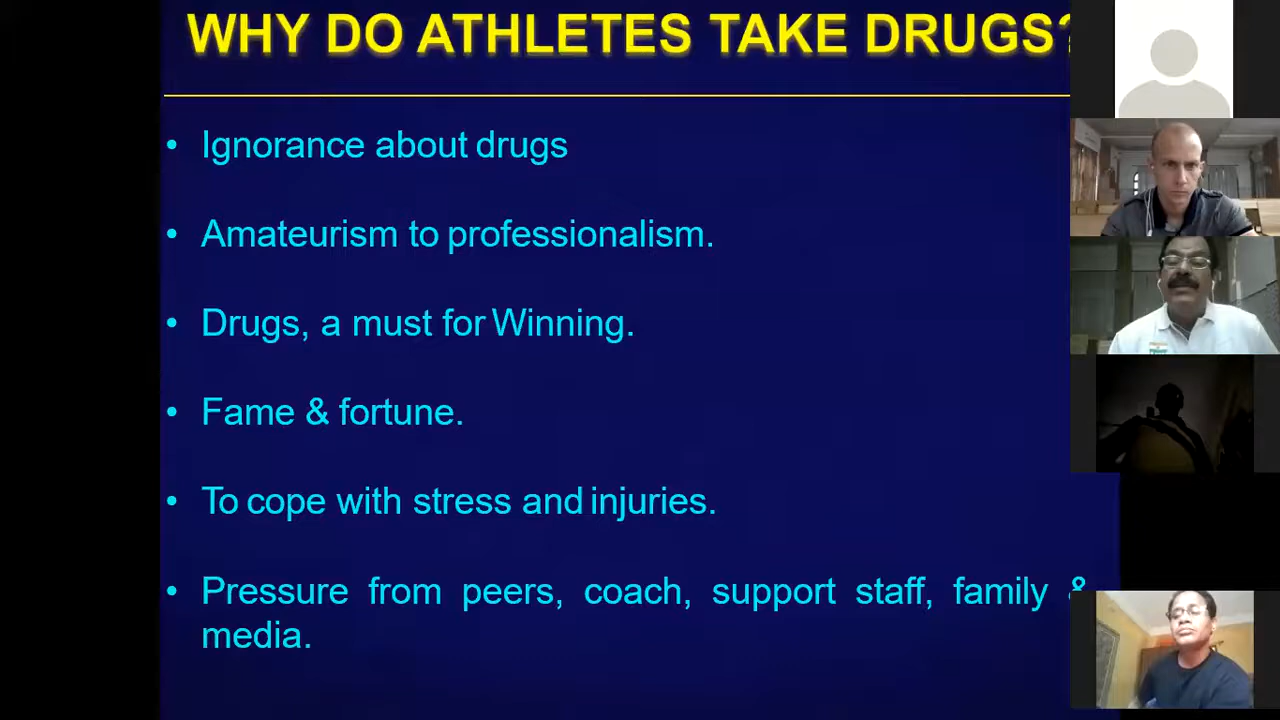 WHY DO ATHLETES TAKE DRUGS?
• Ignorance about drugs
• Amateurism to professionalism.
• Drugs, a must for Winning.
• Fame & fortune.
• To cope with stress and injuries.
• Pressure from peers, coach, support staff, family &
media.